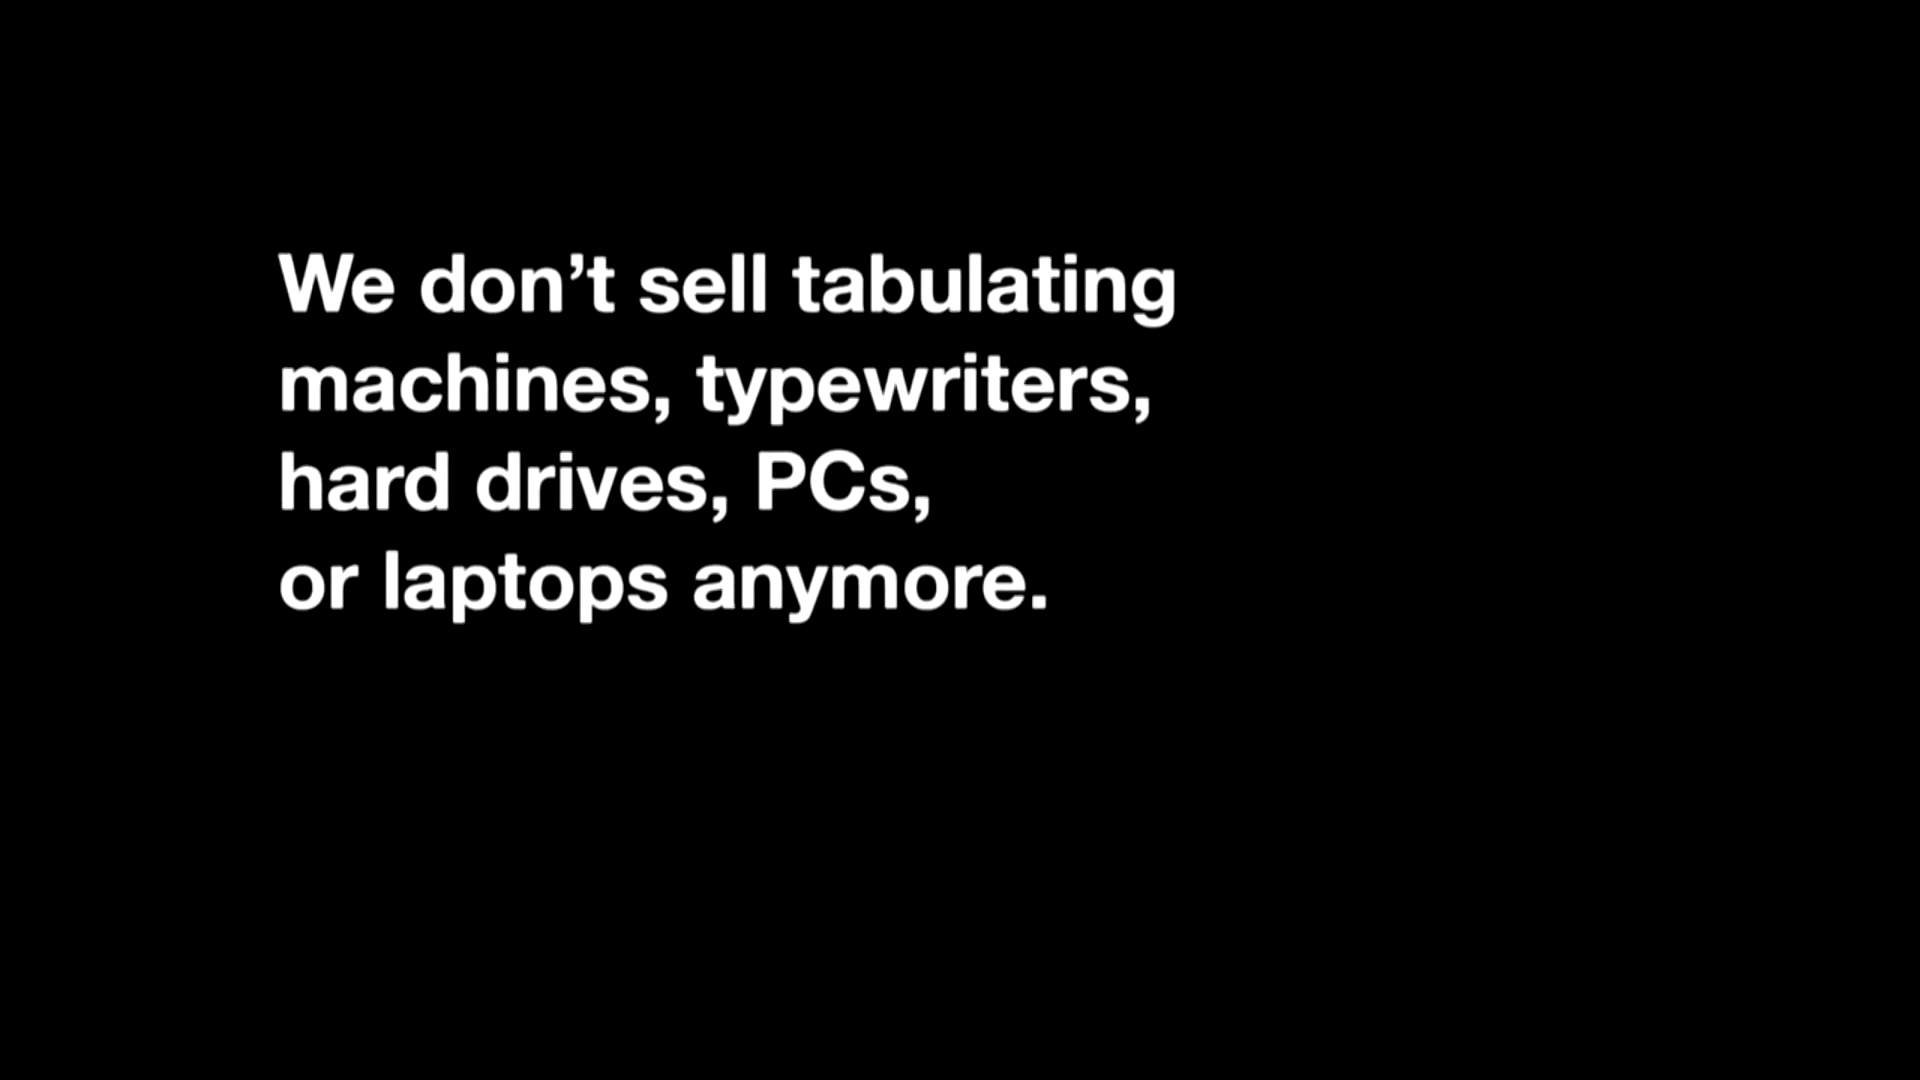 We don’t sell tabulating
machines, typewriters,
hard drives, PCs,
or laptops anymore.